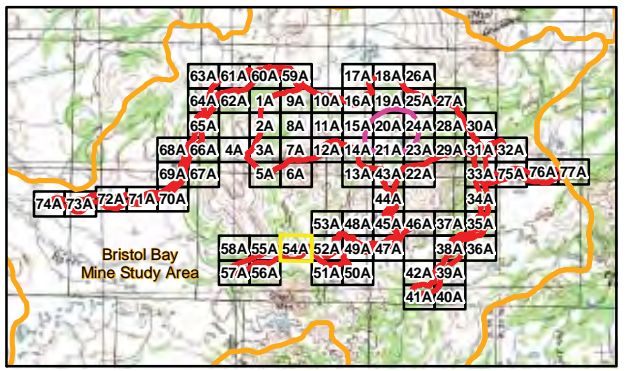 63A 61A 60A 59A 17A 18A 26A
64A 62A 1A 9A 10A 16A 19A 25A 27A
65A 2A 8A 11A 15A 20A 24A 28A 30A
68A 66A 4A 3A 7A 12A 14A 21A 23A 29A 31A 32A
69A 67A 5A 6A 13A 43A 22A 33A 75A 76A 77A
74A 73A 72A 71A 70A 44A 34A
53A 48A 45A 46A 37A 35A
58A 55A 54A 52A 49A 47A 38A 36A
Bristol Bay
Mine Study Area
57A 56A 51A 50A 42A 39A
41A 40A